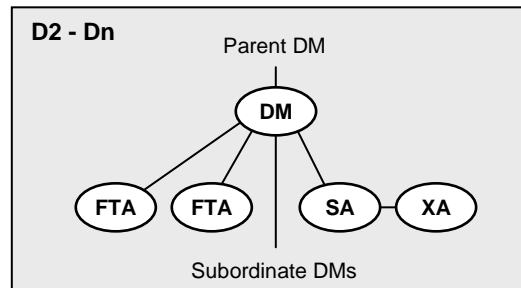 D2 - Dn
Parent DM
DM
FTA FTA SA XA
Subordinate DMs